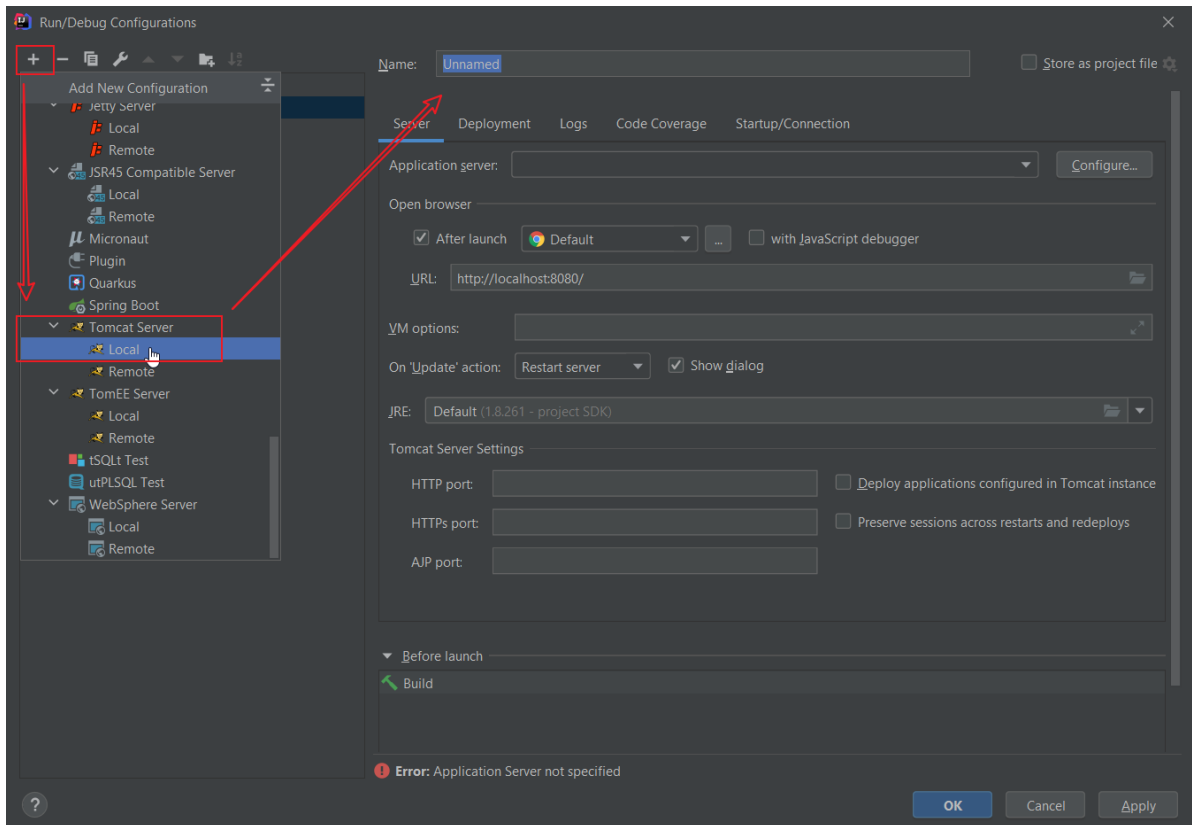 Run/Debug Configurations
Name: Unnamed
Store as project file
Add New Configuration
Jetty Server
Local
Remote
JSR45 Compatible Server
Local
Remote
Micronaut
Plugin
Quarkus
Spring Boot
Tomcat Server
Local
Remote
TomEE Server
Local
Remote
tSQLt Test
utPLSQL Test
WebSphere Server
Local
Remote
Server Deployment Logs Code Coverage Startup/Connection
Application server: Configure...
Open browser
After launch Default ... with JavaScript debugger
URL: http://localhost:8080/
VM options:
On 'Update' action: Restart server Show dialog
JRE: Default (1.8.261 - project SDK)
Tomcat Server Settings
HTTP port: Deploy applications configured in Tomcat instance
HTTPs port: Preserve sessions across restarts and redeploys
AJP port:
Before launch
Build
Error: Application Server not specified
? OK Cancel Apply